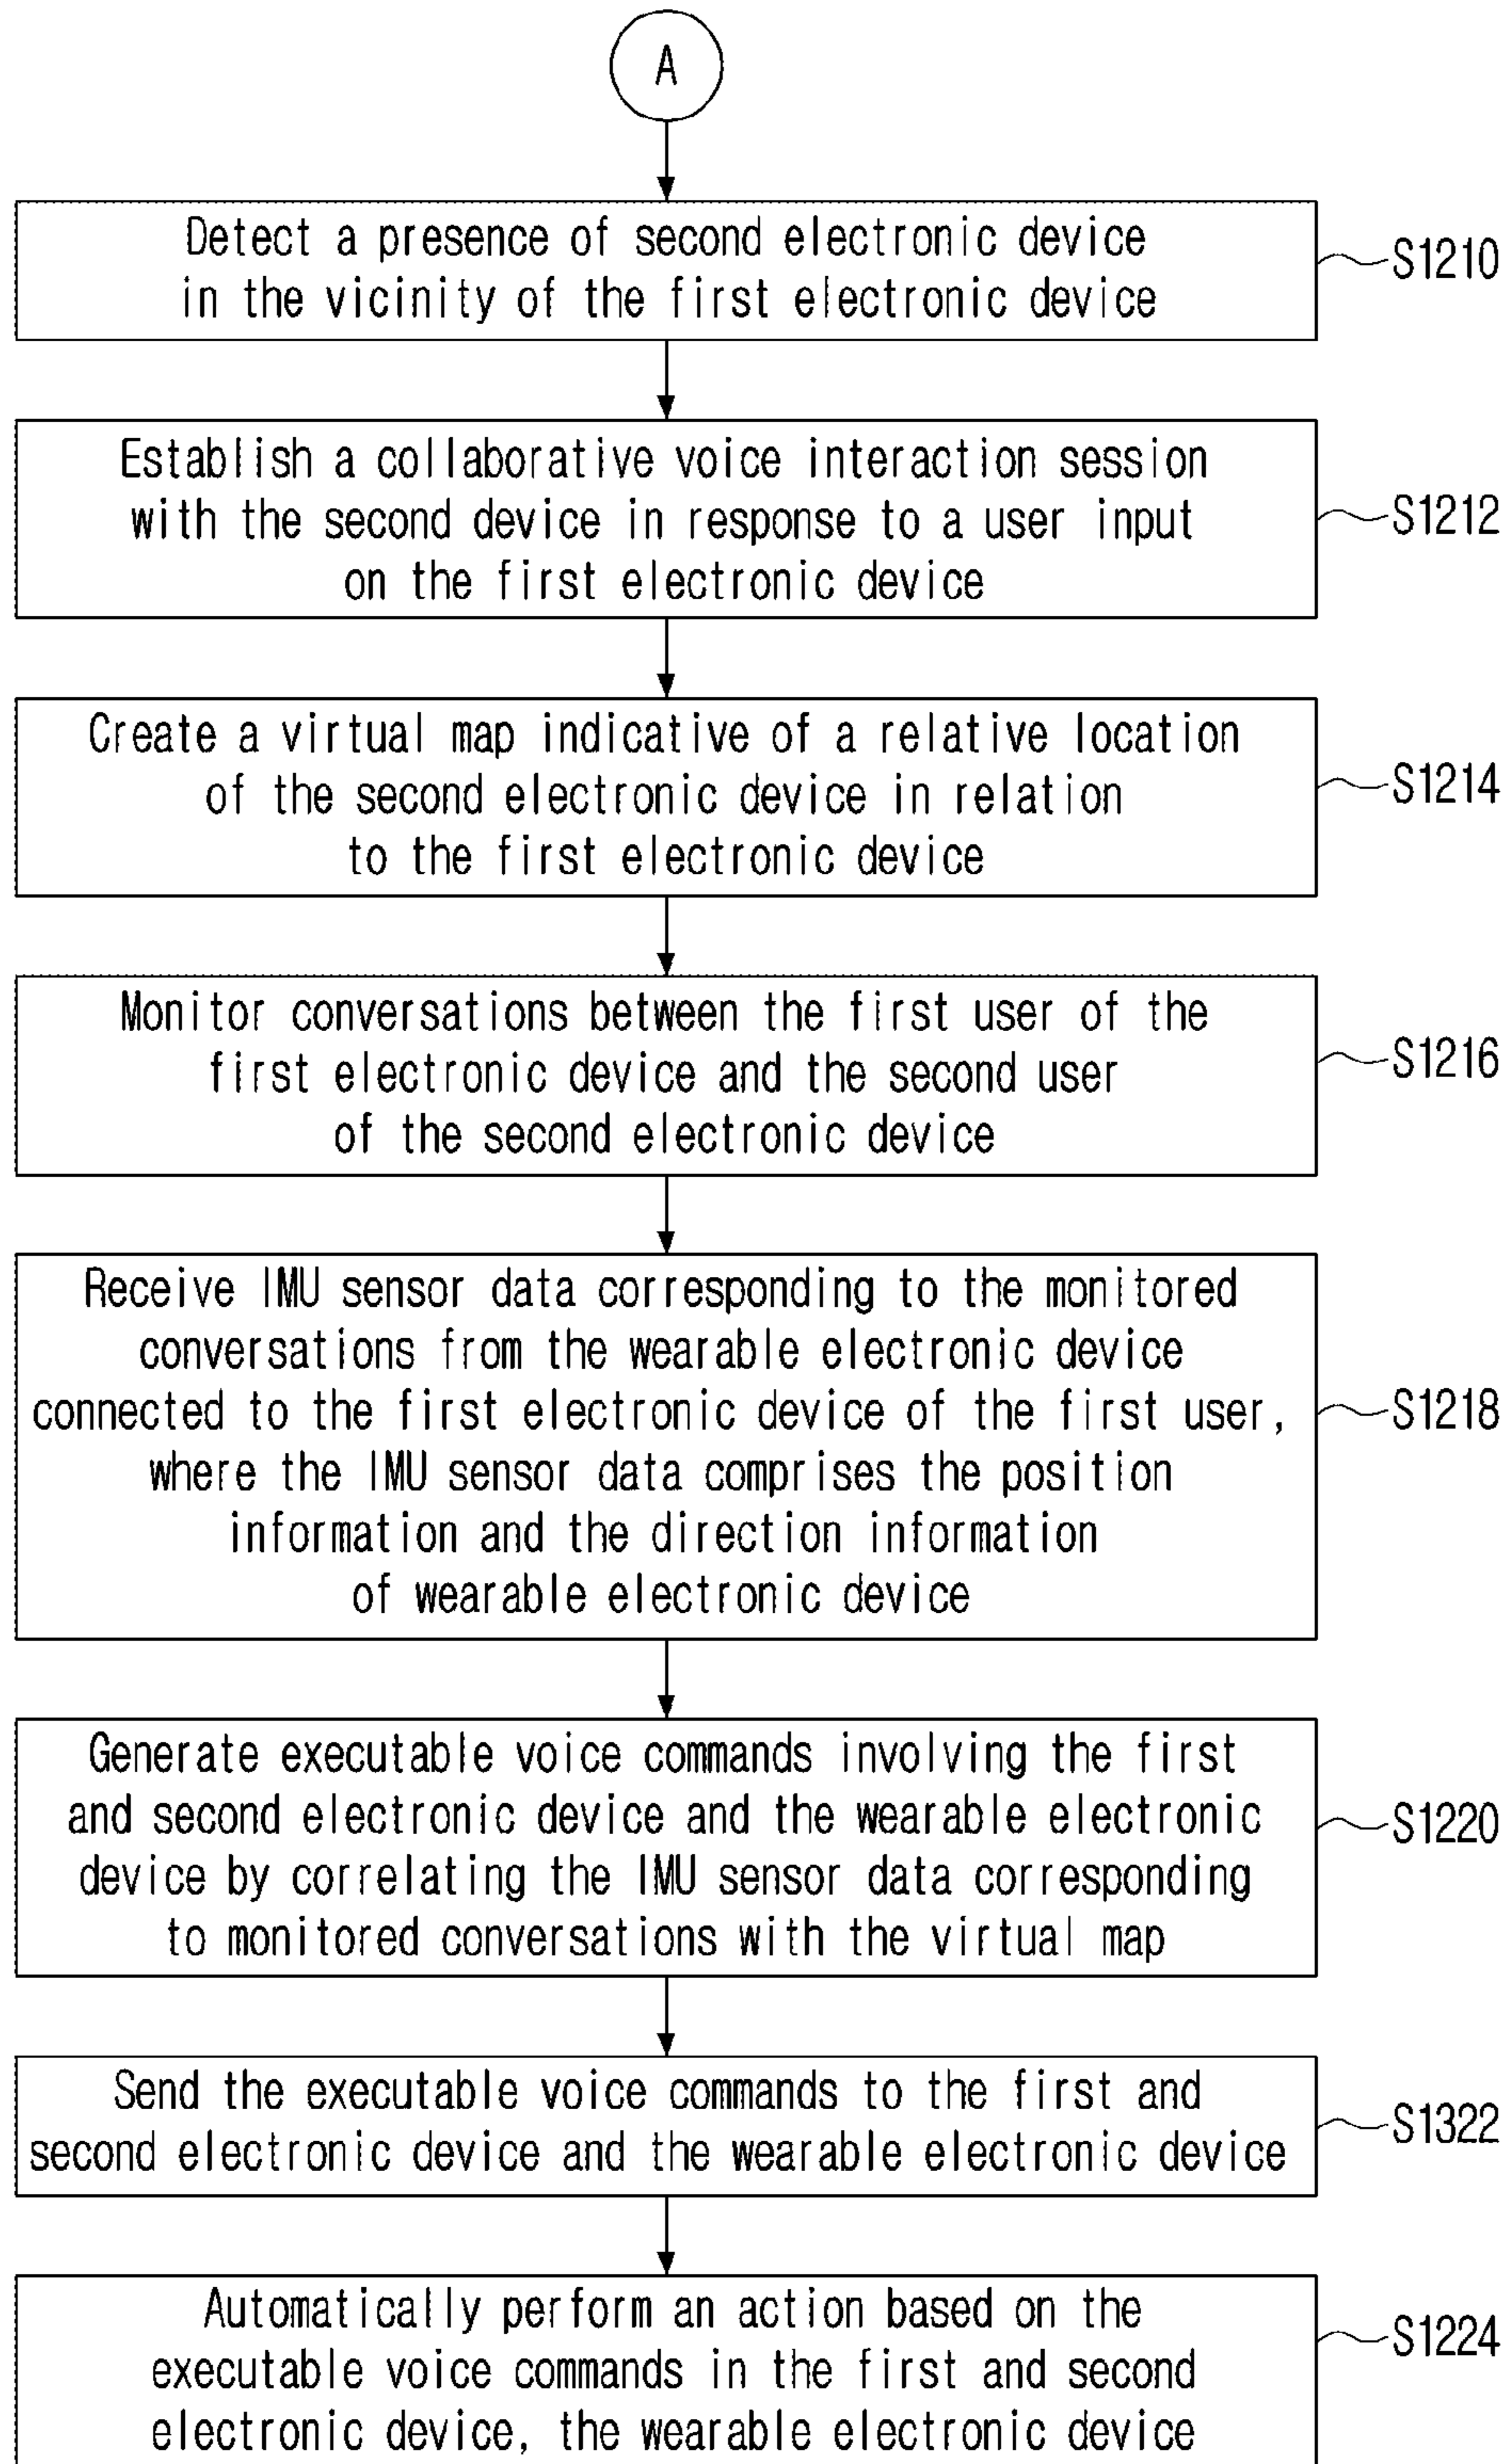 A
Detect a presence of second electronic device
in the vicinity of the first electronic device
S1210
Establish a collaborative voice interaction session
with the second device in response to a user input
on the first electronic device
S1212
Create a virtual map indicative of a relative location
of the second electronic device in relation
to the first electronic device
S1214
Monitor conversations between the first user of the
first electronic device and the second user
of the second electronic device
S1216
Receive IMU sensor data corresponding to the monitored
conversations from the wearable electronic device
connected to the first electronic device of the first user,
where the IMU sensor data comprises the position
information and the direction information
of wearable electronic device
S1218
Generate executable voice commands involving the first
and second electronic device and the wearable electronic
device by correlating the IMU sensor data corresponding
to monitored conversations with the virtual map
S1220
Send the executable voice commands to the first and
second electronic device and the wearable electronic device
S1322
Automatically perform an action based on the
executable voice commands in the first and second
electronic device, the wearable electronic device
S1224